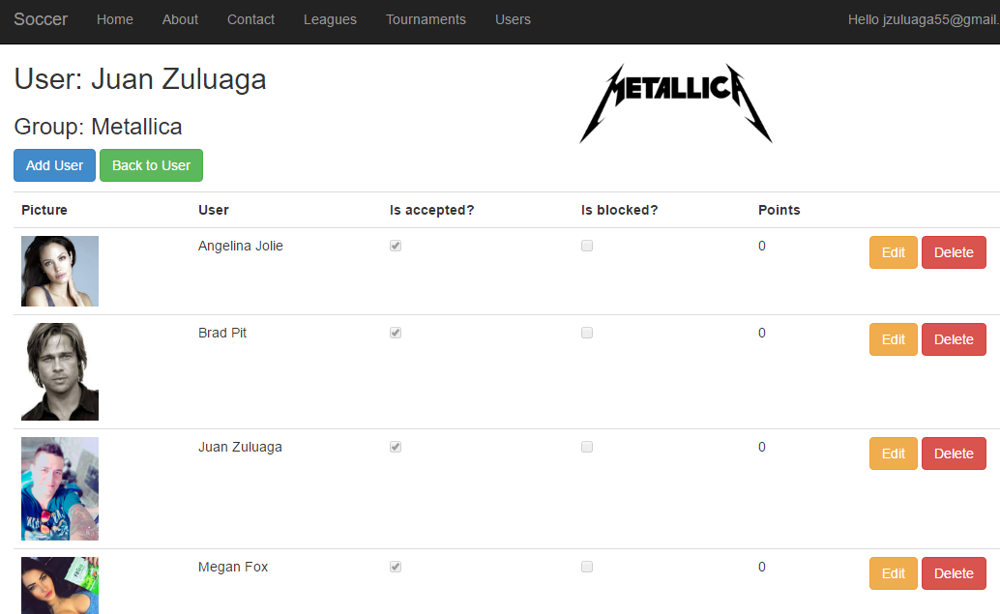 Soccer Home About Contact Leagues Tournaments Users Hello jzuluaga55@gmail.
User: Juan Zuluaga
METALLICA
Group: Metallica
Add User Back to User
Picture User Is accepted? Is blocked? Points
Angelina Jolie 0 Edit Delete
Brad Pit 0 Edit Delete
Juan Zuluaga 0 Edit Delete
Megan Fox 0 Edit Delete